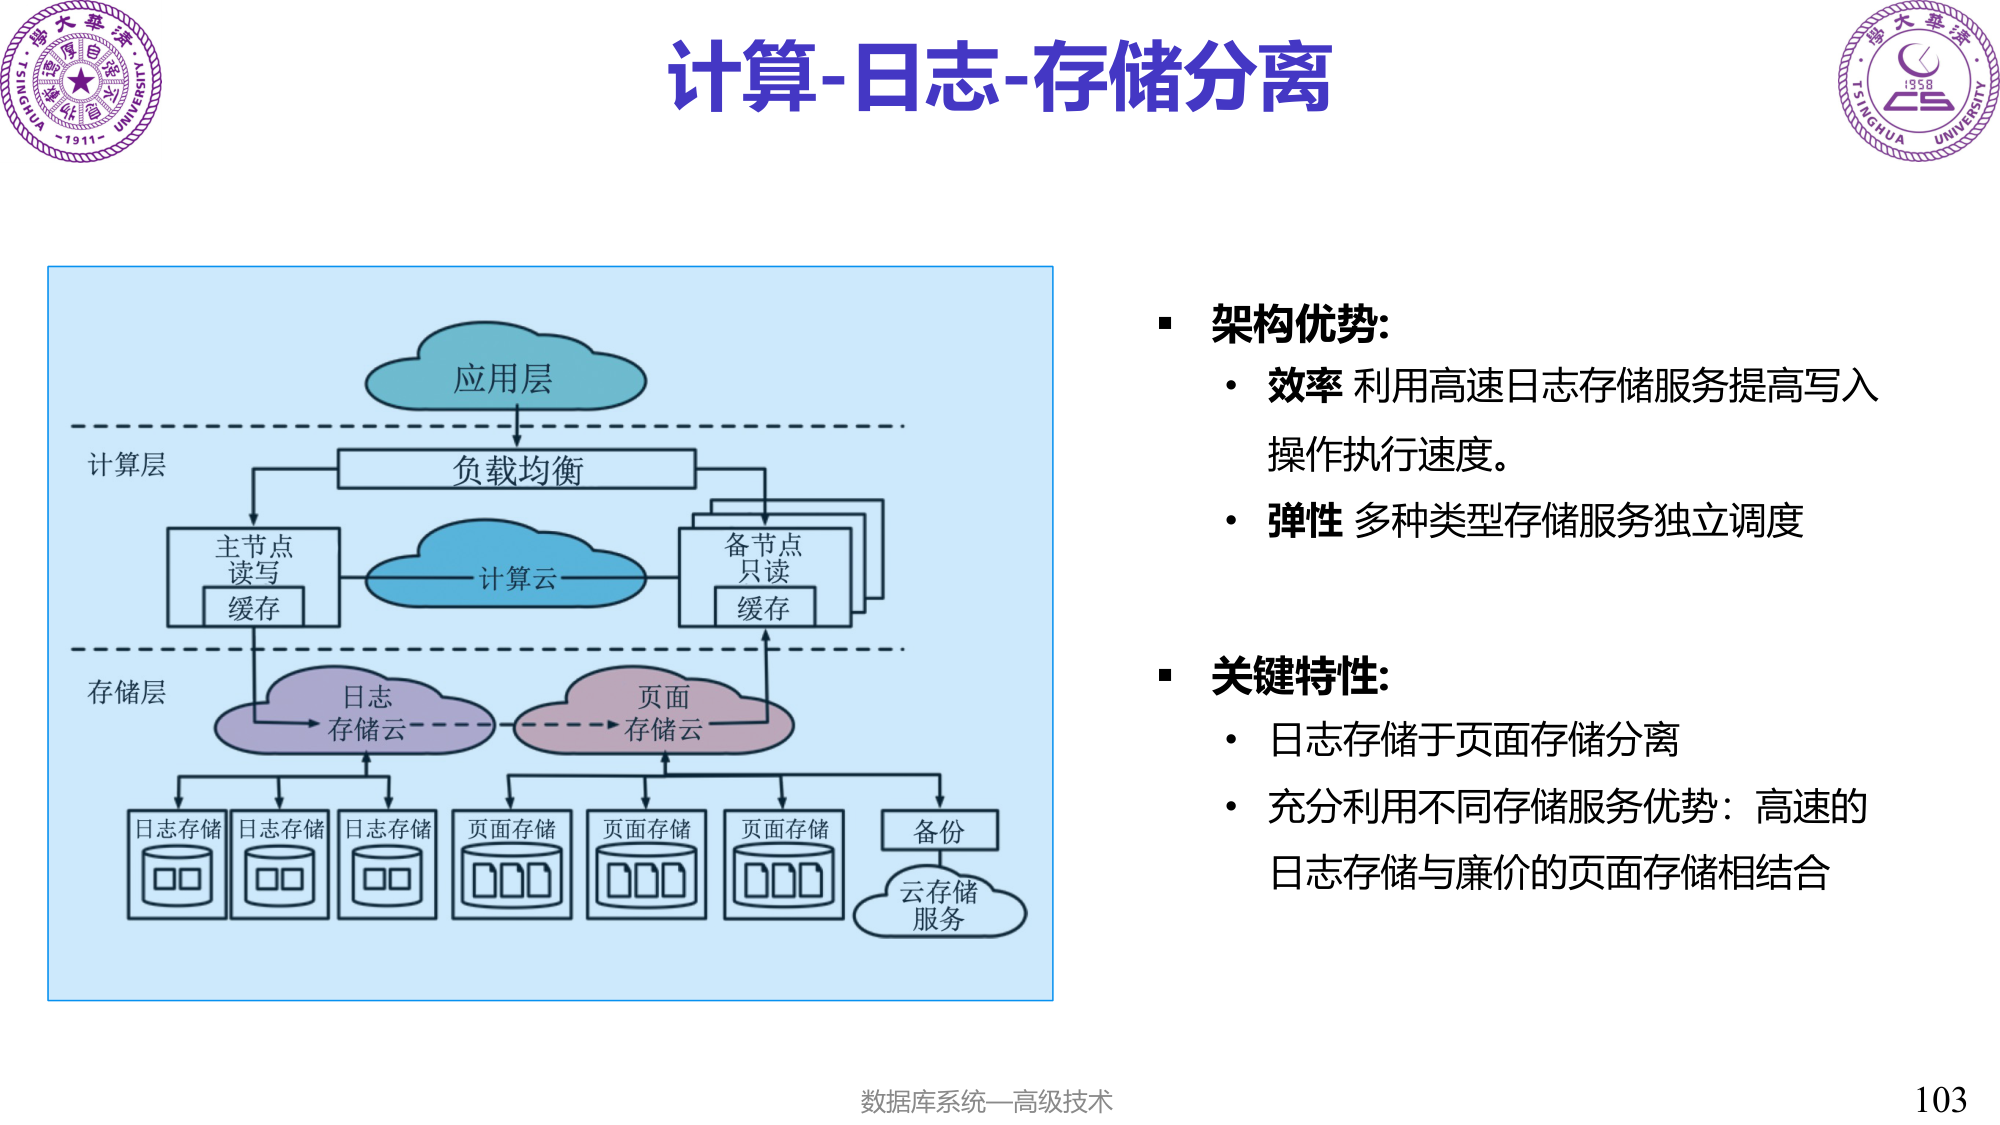 计算-日志-存储分离
應用层
计算层
负载均衡
主节点
读写
缓存
计算云
备节点
只读
缓存
存储层
日志
存储云
页面
存储云
日志存储
日志存储
日志存储
页面存储
页面存储
页面存储
备份
云存储
服务
▪ 架构优势:
• 效率 利用高速日志存储服务提高写入
操作执行速度。
• 弹性 多种类型存储服务独立调度
▪ 关键特性:
• 日志存储于页面存储分离
• 充分利用不同存储服务优势：高速的
日志存储与廉价的页面存储相结合
数据库系统—高级技术
103
TSINGHUA UNIVERSITY
-1911-
1958
TSINGHUA UNIVERSITY